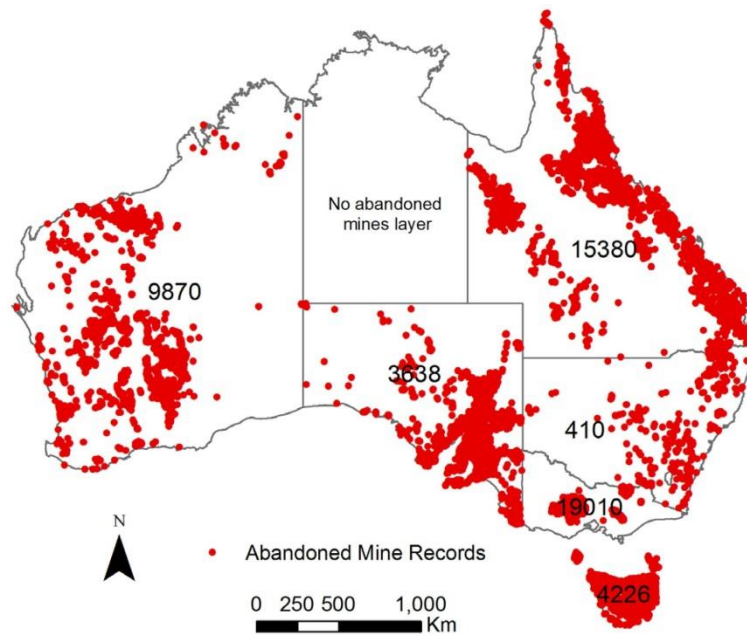 No abandoned
mines layer
15380
9870
3638
410
19010
N
Abandoned Mine Records
4226
0 250 500 1,000
Km